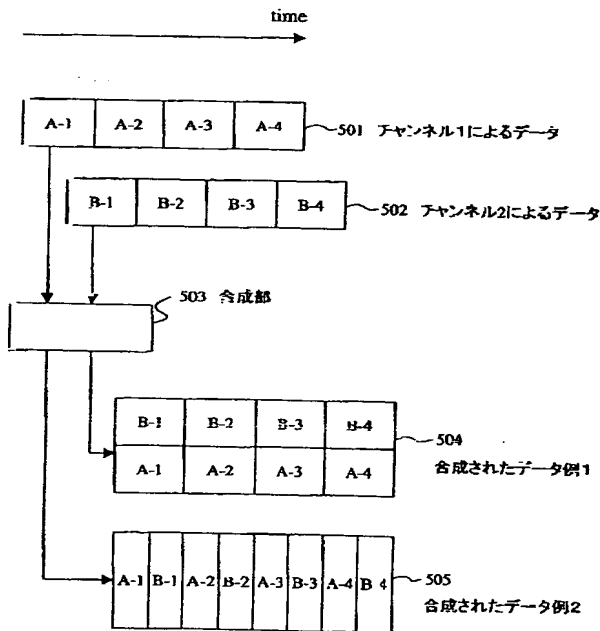 time
A-1 A-2 A-3 A-4
501 チャンネル1によるデータ
B-1 B-2 B-3 B-4
502 チャンネル2によるデータ
503 合成部
B-1 B-2 B-3 B-4
504
A-1 A-2 A-3 A-4
合成されたデータ例1
A-1 B-1 A-2 B-2 A-3 B-3 A-4 B-4
505
合成されたデータ例2